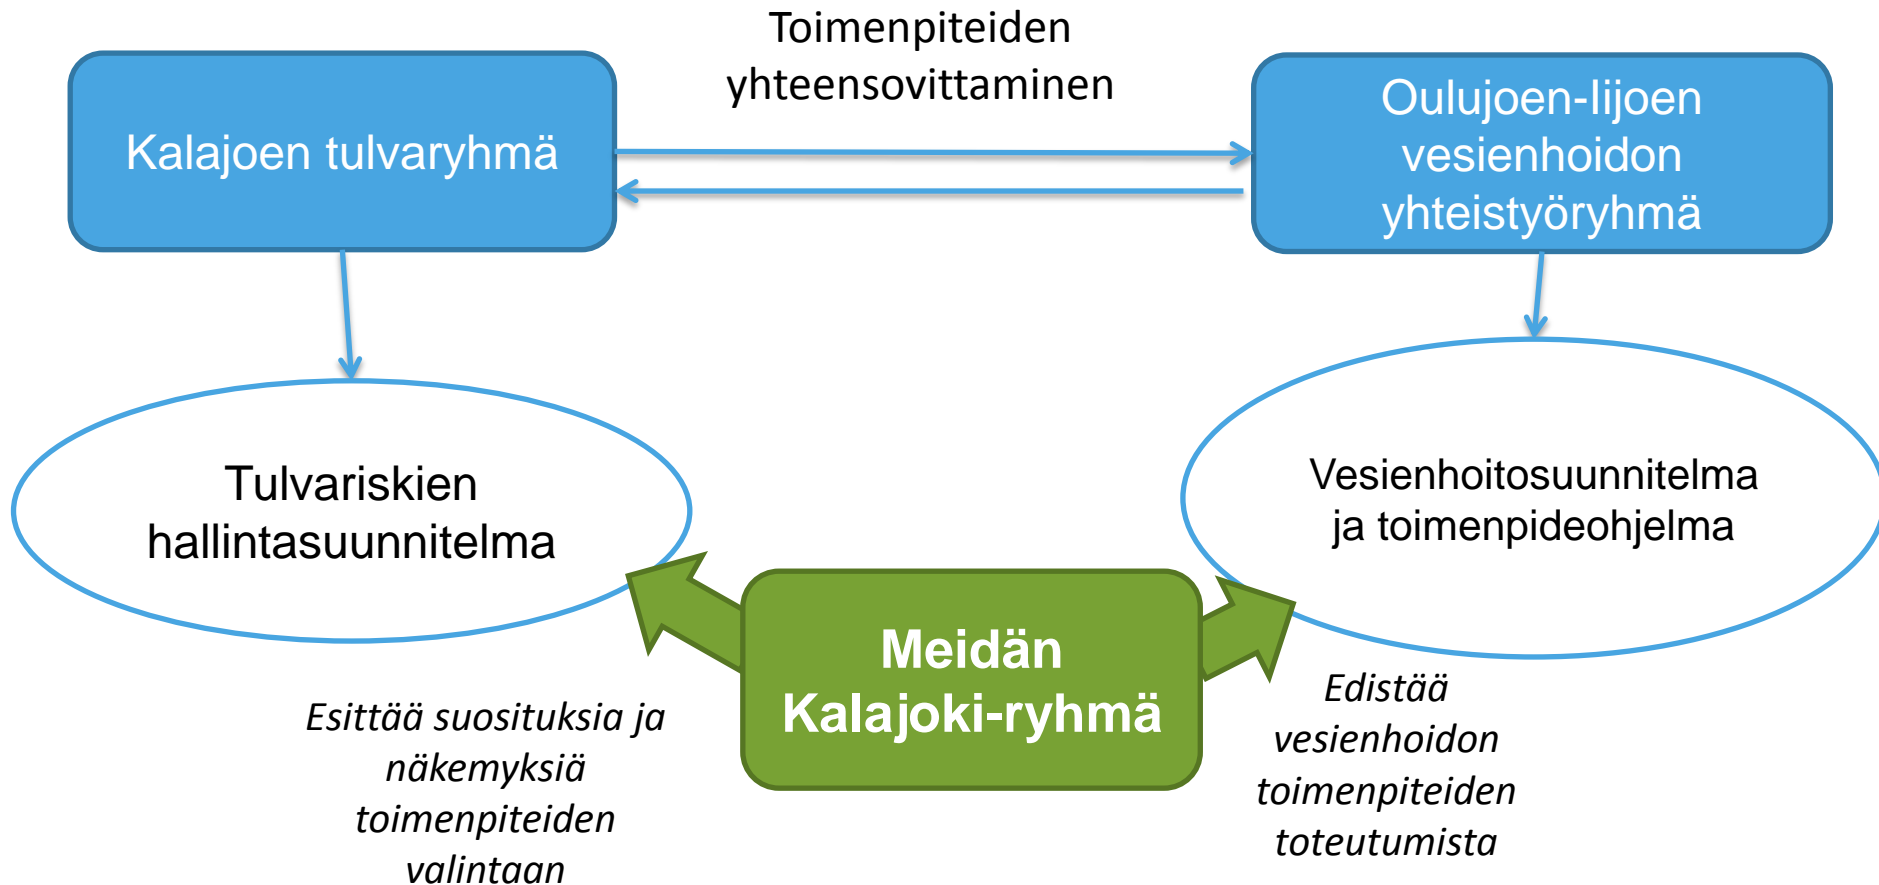 Toimenpiteiden
yhteensovittaminen
Kalajoen tulvaryhmä
Oulujoen-Iijoen
vesienhoidon
yhteistyöryhmä
Tulvariskien
hallintasuunnitelma
Vesienhoitosuunnitelma
ja toimenpideohjelma
Meidän
Kalajoki-ryhmä
Esittää suosituksia ja
näkemyksiä
toimenpiteiden
valintaan
Edistää
vesienhoidon
toimenpiteiden
toteutumista